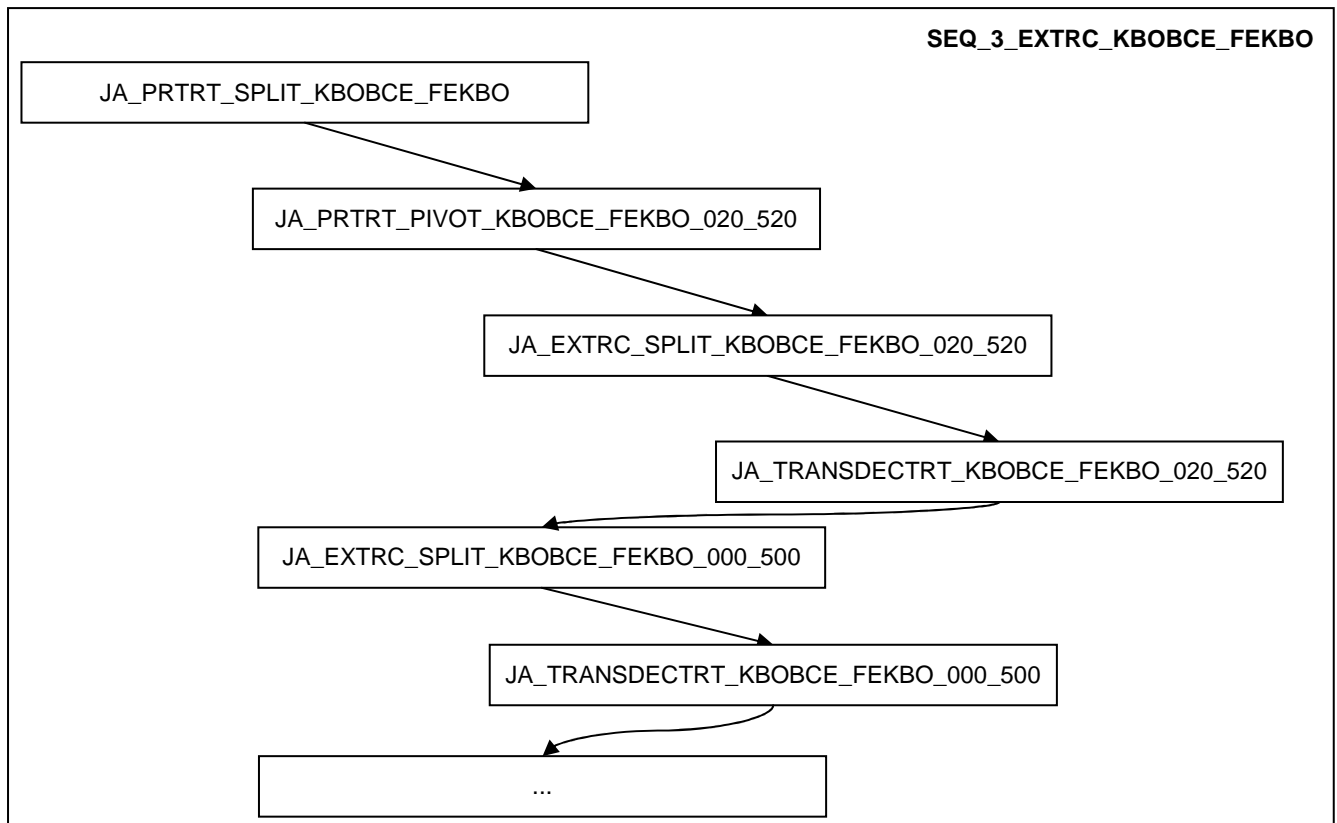 SEQ_3_EXTRC_KBOBCE_FEKBO
JA_PRTRT_SPLIT_KBOBCE_FEKBO
JA_PRTRT_PIVOT_KBOBCE_FEKBO_020_520
JA_EXTRC_SPLIT_KBOBCE_FEKBO_020_520
JA_TRANSDECTRT_KBOBCE_FEKBO_020_520
JA_EXTRC_SPLIT_KBOBCE_FEKBO_000_500
JA_TRANSDECTRT_KBOBCE_FEKBO_000_500
...